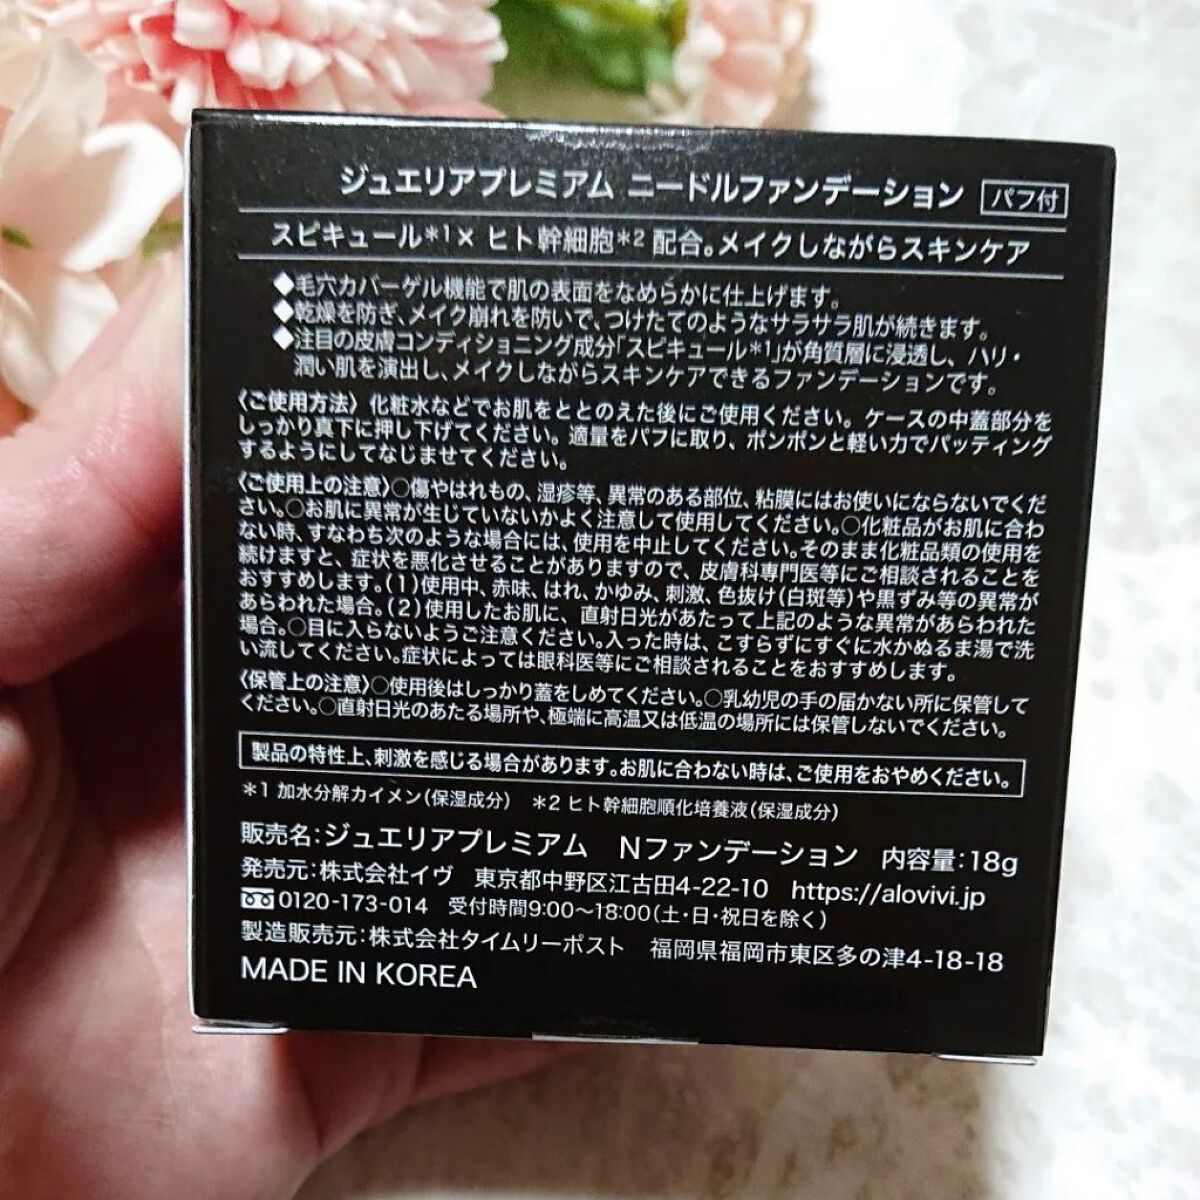 ジュエリアプレミアム ニードルファンデーション パフ付
スピキュール*1× ヒト幹細胞*2 配合。メイクしながらスキンケア
◆毛穴カバーゲル機能で肌の表面をなめらかに仕上げます。
◆乾燥を防ぎ、メイク崩れを防いで、つけたてのようなサラサラ肌が続きます。
◆注目の皮膚コンディショニング成分「スピキュール*1」が角質層に浸透し、ハリ・
潤い肌を演出し、メイクしながらスキンケアできるファンデーションです。
〈ご使用方法〉化粧水などでお肌をととのえた後にご使用ください。ケースの中蓋部分を
しっかり真下に押し下げてください。適量をパフに取り、ポンポンと軽い力でパッティング
するようにしてなじませてください。
〈ご使用上の注意〉○傷やはれもの、湿疹等、異常のある部位、粘膜にはお使いにならないでくだ
さい。○お肌に異常が生じていないかよく注意して使用してください。○化粧品がお肌に合わ
ない時、すなわち次のような場合には、使用を中止してください。そのまま化粧品類の使用を
続けますと、症状を悪化させることがありますので、皮膚科専門医等にご相談されることを
おすすめします。(1)使用中、赤味、はれ、かゆみ、刺激、色抜け(白斑等)や黒ずみ等の異常が
あらわれた場合。(2)使用したお肌に、直射日光があたって上記のような異常があらわれた
場合。○目に入らないようご注意ください。入った時は、こすらずにすぐに水かぬるま湯で洗
い流してください。症状によっては眼科医等にご相談されることをおすすめします。
〈保管上の注意〉○使用後はしっかり蓋をしめてください。○乳幼児の手の届かない所に保管して
ください。○直射日光のあたる場所や、極端に高温又は低温の場所には保管しないでください。
製品の特性上、刺激を感じる場合があります。お肌に合わない時は、ご使用をおやめください。
*1 加水分解カイメン(保湿成分) *2 ヒト幹細胞順化培養液(保湿成分)
販売名:ジュエリアプレミアム Nファンデーション 内容量:18g
発売元:株式会社イヴ 東京都中野区江古田4-22-10 https://alovivi.jp
0120-173-014 受付時間9:00〜18:00(土・日・祝日を除く)
製造販売元:株式会社タイムリーポスト 福岡県福岡市東区多の津4-18-18
MADE IN KOREA